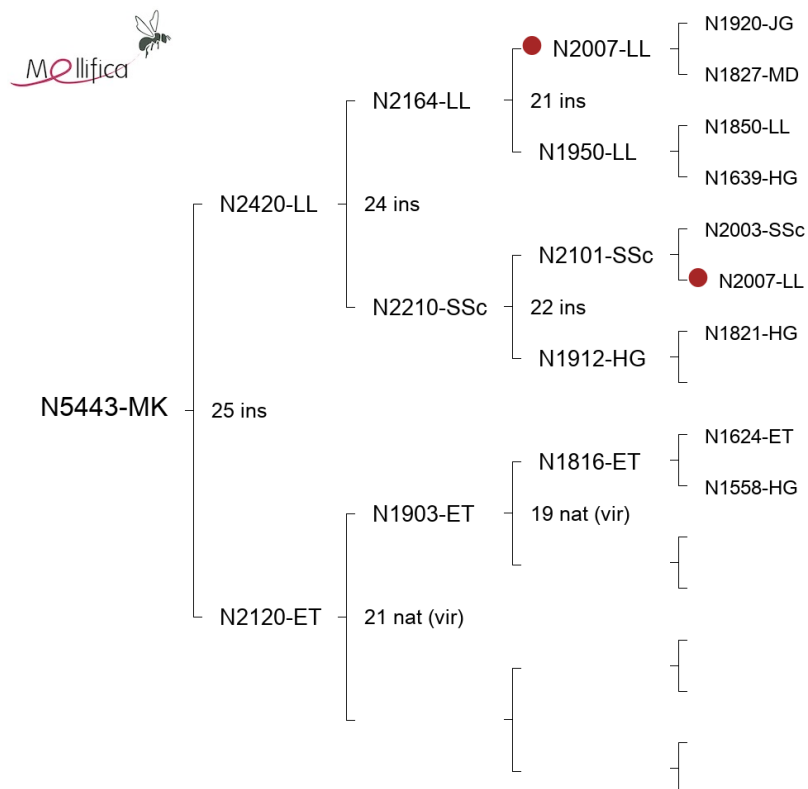 Mellifica
N1920-JG
N2007-LL
N1827-MD
N2164-LL
21 ins
N1850-LL
N1950-LL
N1639-HG
N2420-LL
24 ins
N2003-SSc
N2101-SSc
N2007-LL
N2210-SSc
22 ins
N1821-HG
N1912-HG
N5443-MK
25 ins
N1624-ET
N1816-ET
N1558-HG
N1903-ET
19 nat (vir)
N2120-ET
21 nat (vir)